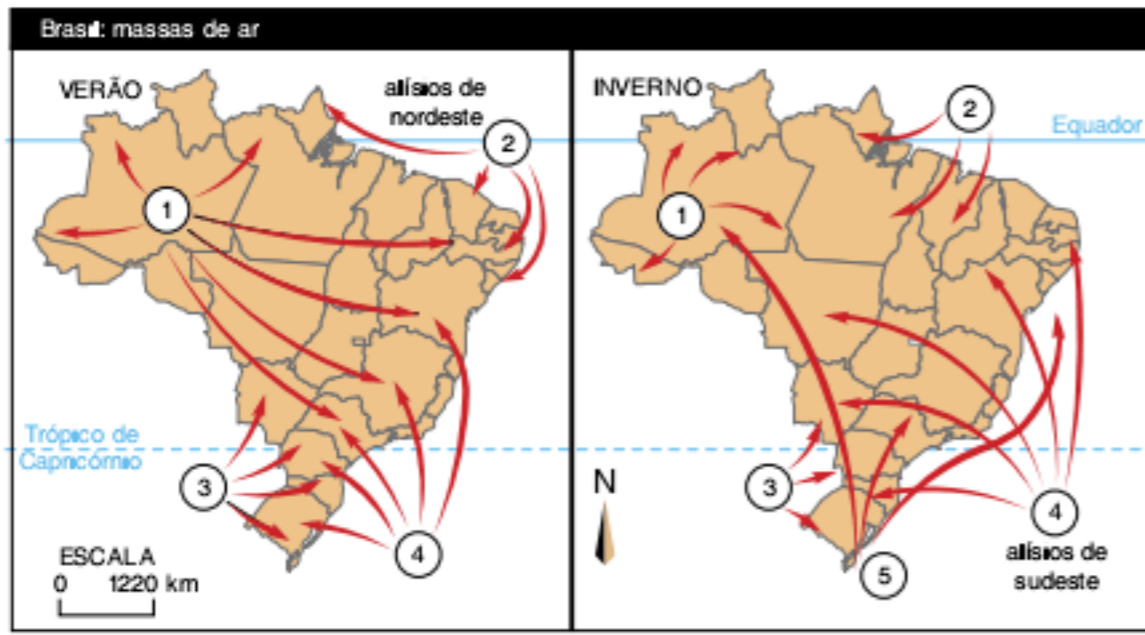 Brasil: massas de ar
VERÃO
alísios de
nordeste
2
1
Trópico de
Capricórnio
3
4
ESCALA
0 1220 km
INVERNO
2
Equador
1
3
N
4
alísios de
sudeste
5